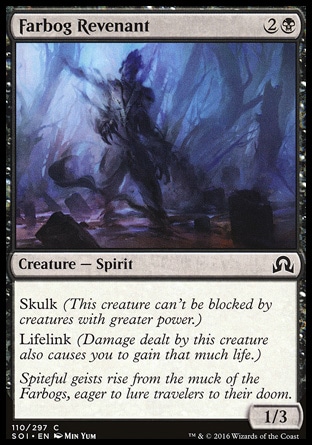 Farbog Revenant 2
Creature — Spirit
Skulk (This creature can't be blocked by
creatures with greater power.)
Lifelink (Damage dealt by this creature
also causes you to gain that much life.)
Spiteful geists rise from the muck of the
Farbogs, eager to lure travelers to their doom.
1/3
110/297 C
SOI • EN Min Yum
™ & © 2016 Wizards of the Coast